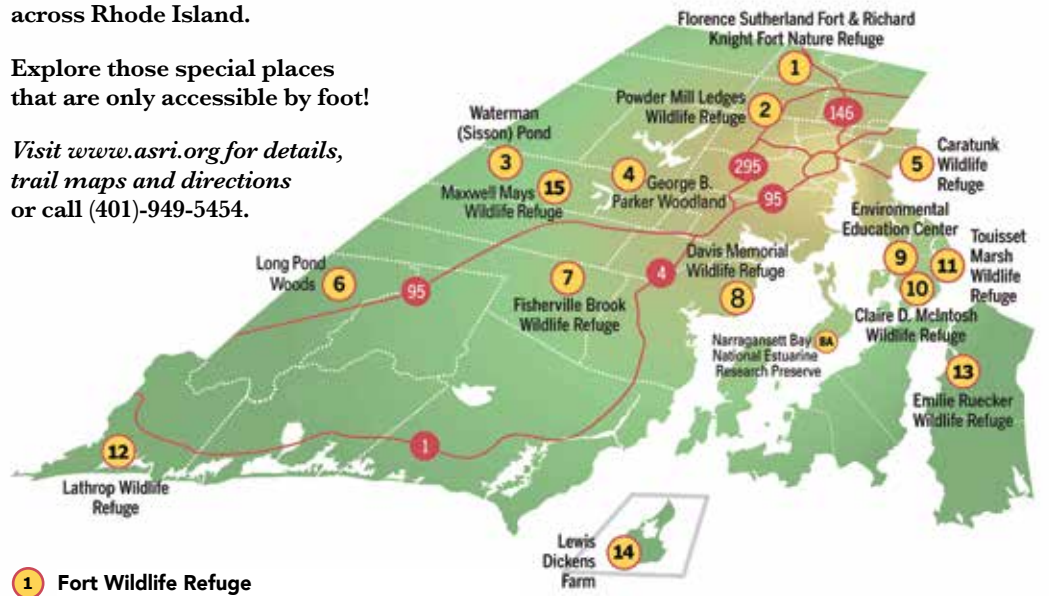 across Rhode Island.
Explore those special places
that are only accessible by foot!
Visit www.asri.org for details,
trail maps and directions
or call (401)-949-5454.
Florence Sutherland Fort & Richard
Knight Fort Nature Refuge
1
Powder Mill Ledges
Wildlife Refuge
2
146
Waterman
(Sisson) Pond
3
Maxwell Mays
Wildlife Refuge
15
4
George B.
Parker Woodland
295
95
5
Caratunk
Wildlife
Refuge
Environmental
Education Center
9
11
Touisset
Marsh
Wildlife
Refuge
10
Claire D. McIntosh
Wildlife Refuge
Long Pond
Woods
6
95
7
Fisherville Brook
Wildlife Refuge
4
Davis Memorial
Wildlife Refuge
8
Narragansett Bay
National Estuarine
Research Preserve
8A
13
Emilie Ruecker
Wildlife Refuge
12
Lathrop Wildlife
Refuge
1
Lewis
Dickens
Farm
14
1 Fort Wildlife Refuge